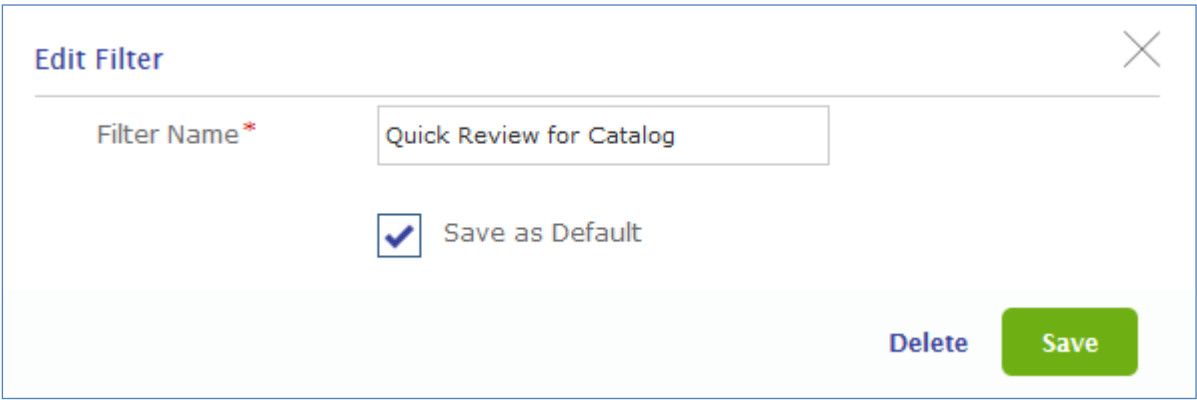 Edit Filter
Filter Name*
Quick Review for Catalog
Save as Default
Delete
Save